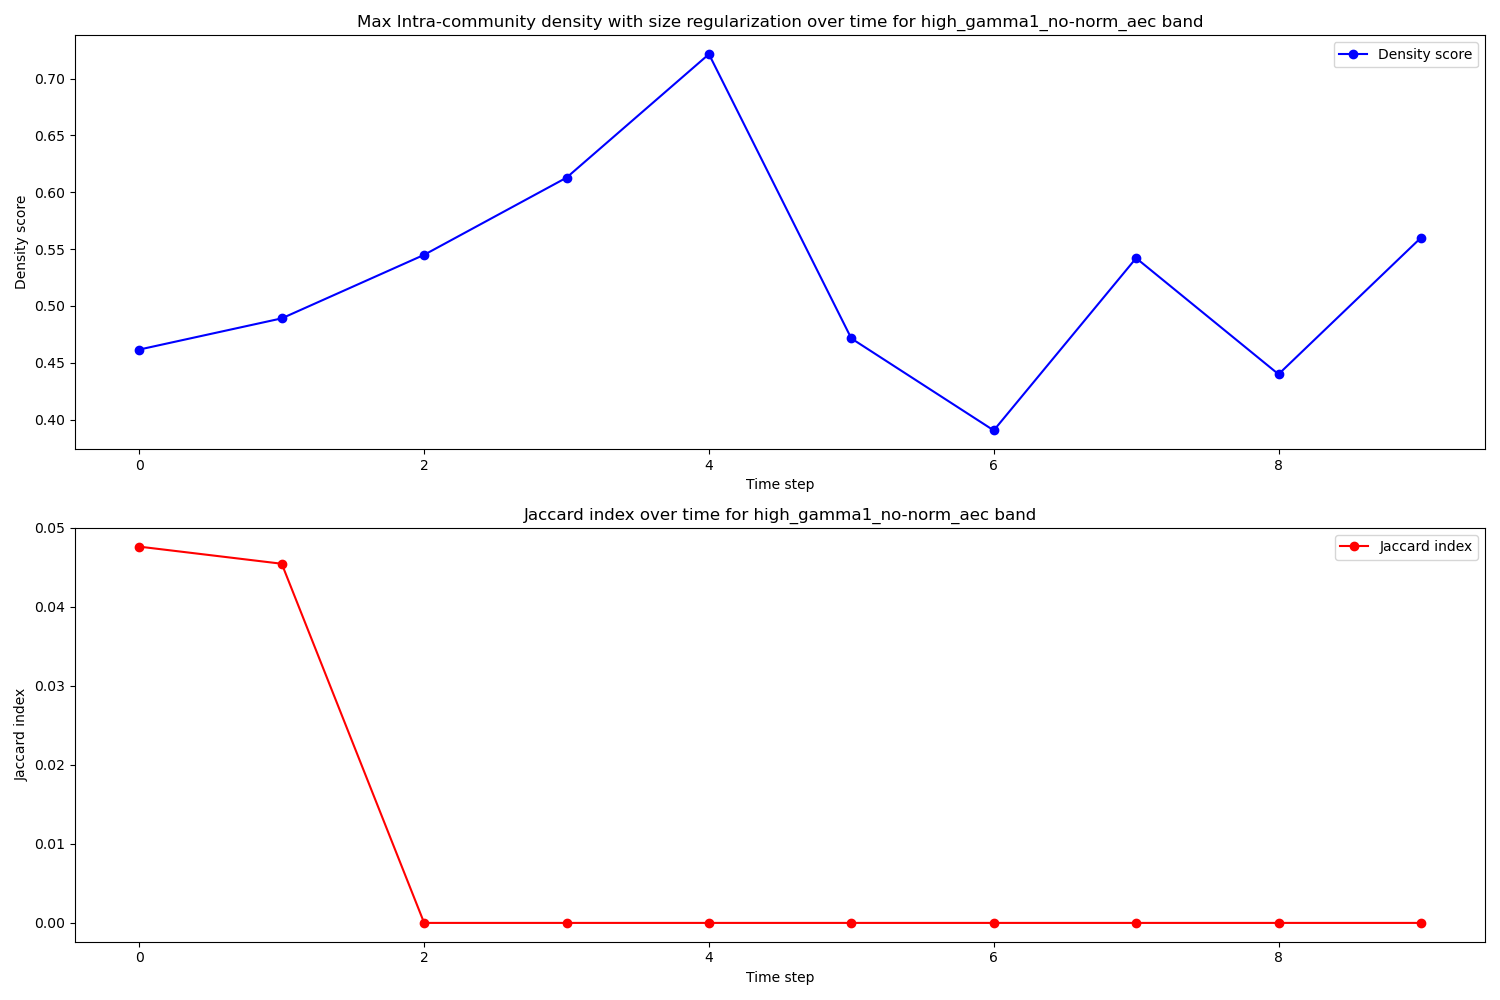 Max Intra-community density with size regularization over time for high_gamma1_no-norm_aec band
Density score
0.70
0.65
0.60
0.55
0.50
0.45
0.40
Density score
0 2 4 6 8
Time step
Jaccard index over time for high_gamma1_no-norm_aec band
Jaccard index
0.05
0.04
0.03
0.02
0.01
0.00
Jaccard index
0 2 4 6 8
Time step